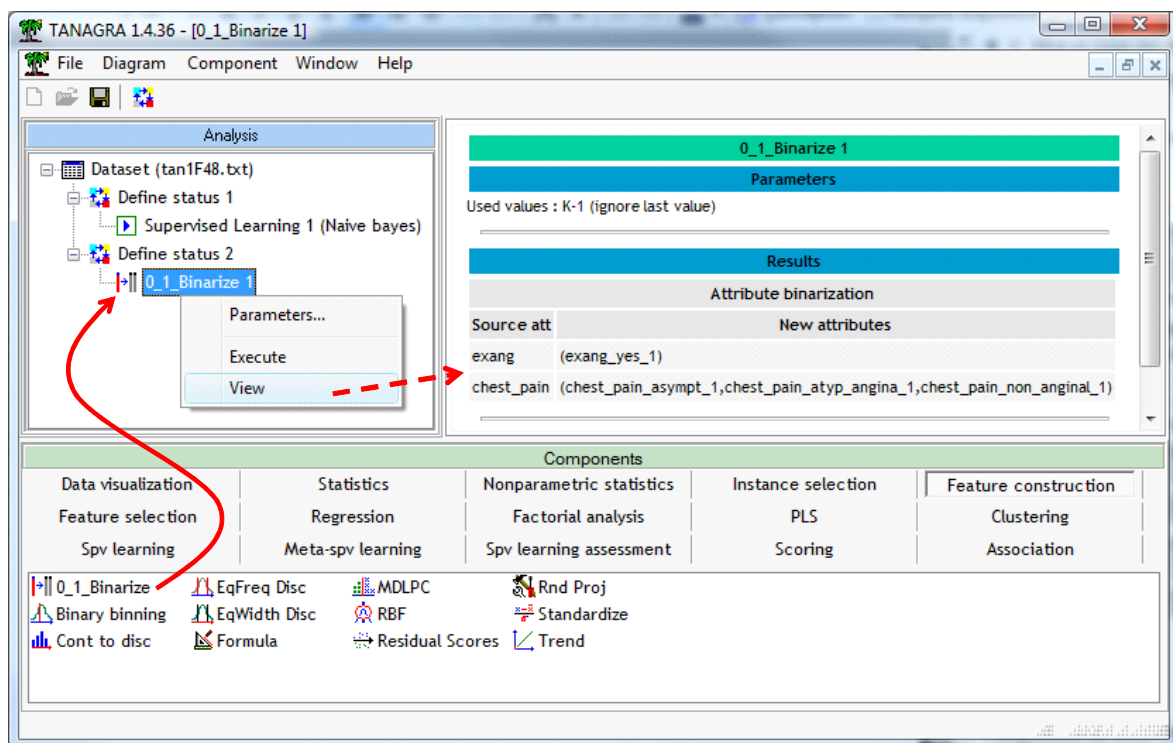 TANAGRA 1.4.36 - [0_1_Binarize 1]
File Diagram Component Window Help
Analysis
Dataset (tan1F48.txt)
Define status 1
Supervised Learning 1 (Naive bayes)
Define status 2
0_1_Binarize 1
Parameters...
Execute
View
0_1_Binarize 1
Parameters
Used values : K-1 (ignore last value)
Results
Attribute binarization
Source att New attributes
exang (exang_yes_1)
chest_pain (chest_pain_asympt_1,chest_pain_atyp_angina_1,chest_pain_non_anginal_1)
Components
Data visualization Statistics Nonparametric statistics Instance selection Feature construction
Feature selection Regression Factorial analysis PLS Clustering
Spv learning Meta-spv learning Spv learning assessment Scoring Association
0_1_Binarize EqFreq Disc MDLPC Rnd Proj
Binary binning EqWidth Disc RBF Standardize
Cont to disc Formula Residual Scores Trend